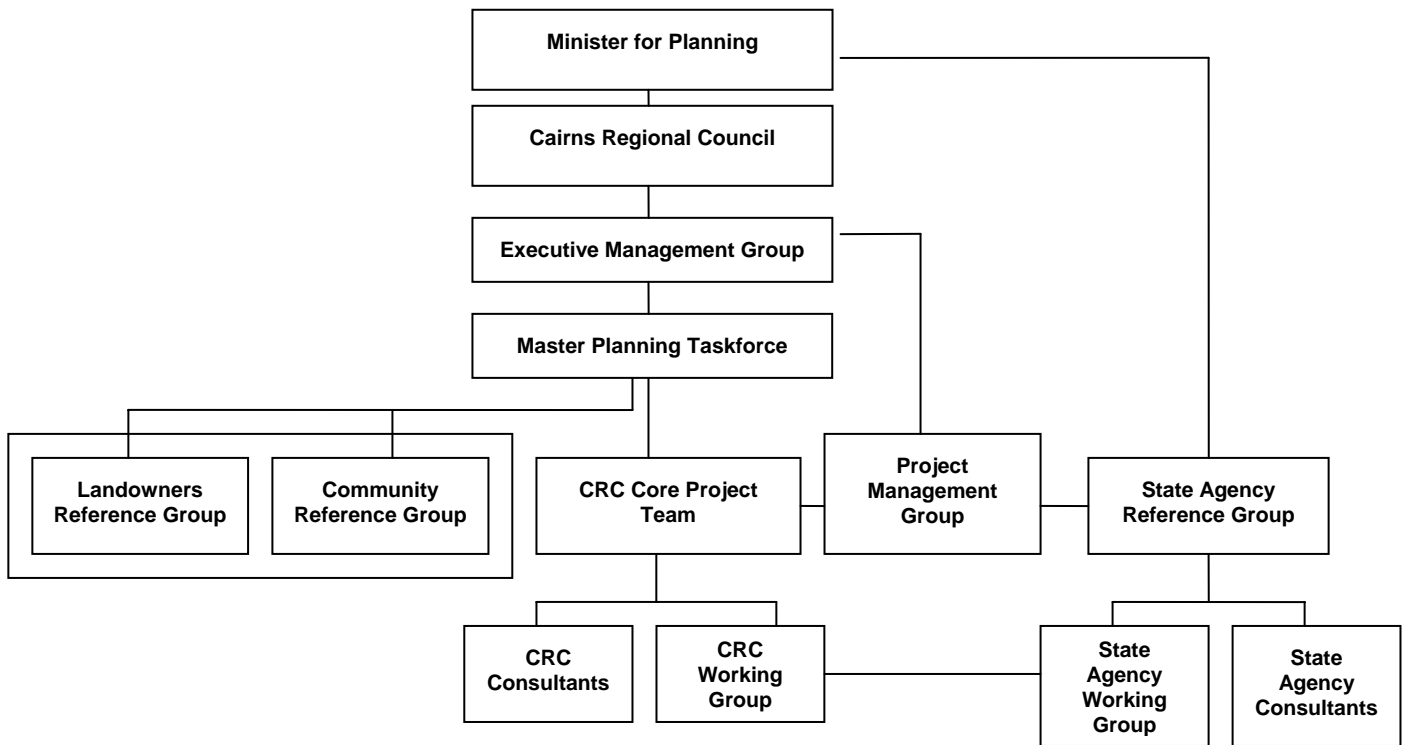 Minister for Planning
Cairns Regional Council
Executive Management Group
Master Planning Taskforce
Landowners
Reference Group
Community
Reference Group
CRC Core Project
Team
Project
Management
Group
State Agency
Reference Group
CRC
Consultants
CRC
Working
Group
State
Agency
Working
Group
State
Agency
Consultants